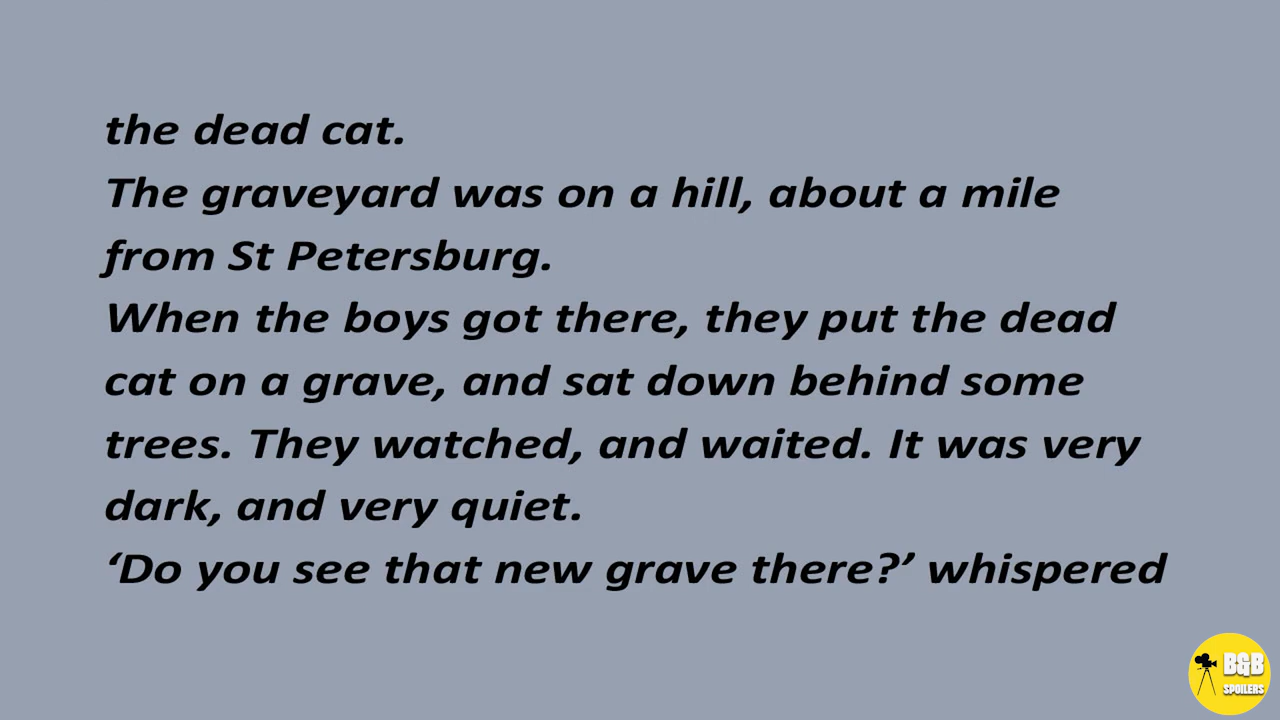 the dead cat.
The graveyard was on a hill, about a mile
from St Petersburg.
When the boys got there, they put the dead
cat on a grave, and sat down behind some
trees. They watched, and waited. It was very
dark, and very quiet.
‘Do you see that new grave there?’ whispered
B&B
SPOILERS